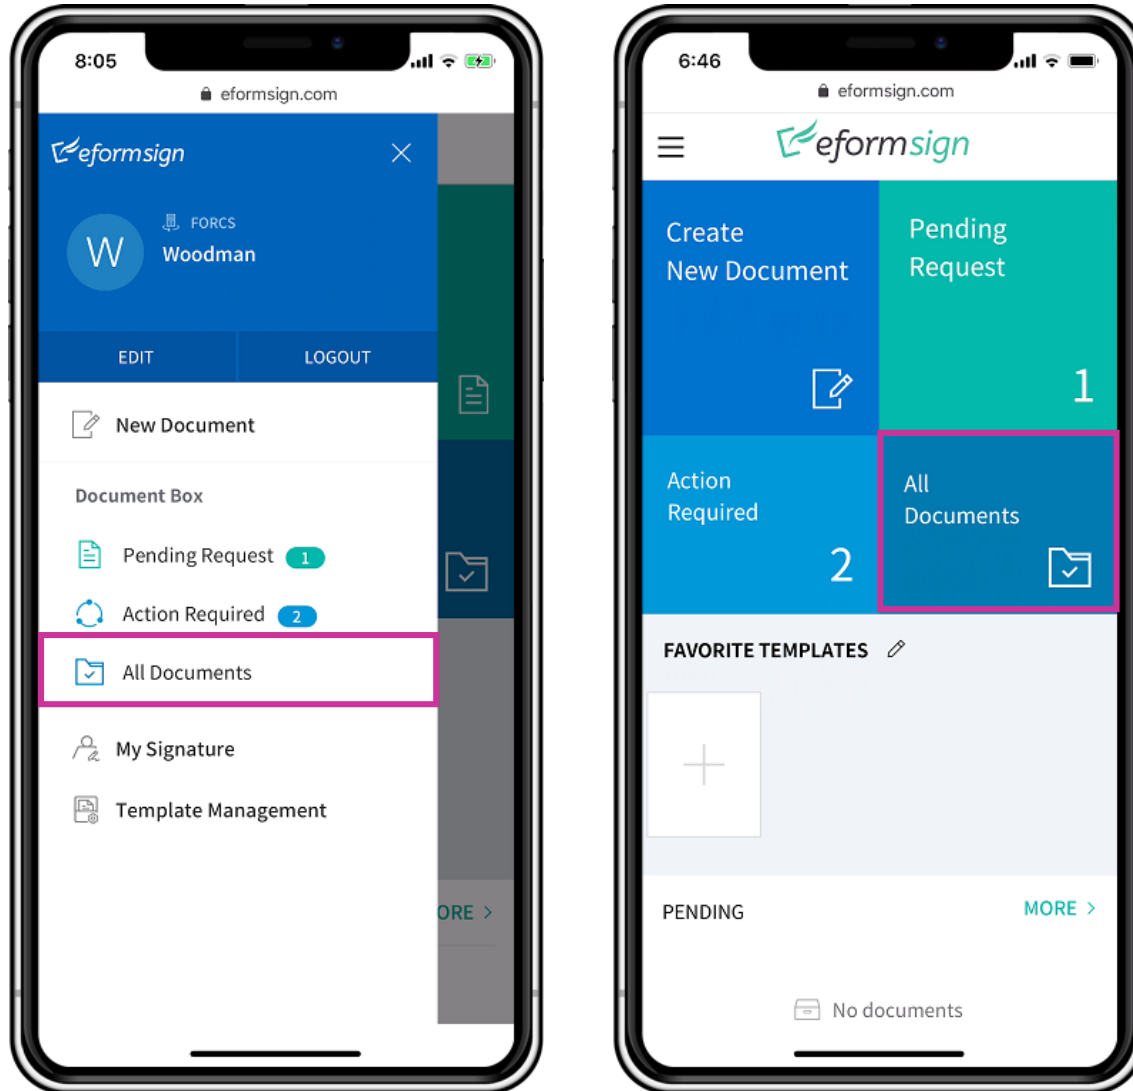 8:05
eformsign.com
eformsign
W
FORCS
Woodman
EDIT
LOGOUT
New Document
Document Box
Pending Request 1
Action Required 2
All Documents
My Signature
Template Management
ORE >
6:46
eformsign.com
eformsign
Create
New Document
Pending
Request
1
Action
Required
2
All
Documents
FAVORITE TEMPLATES
PENDING
MORE >
No documents